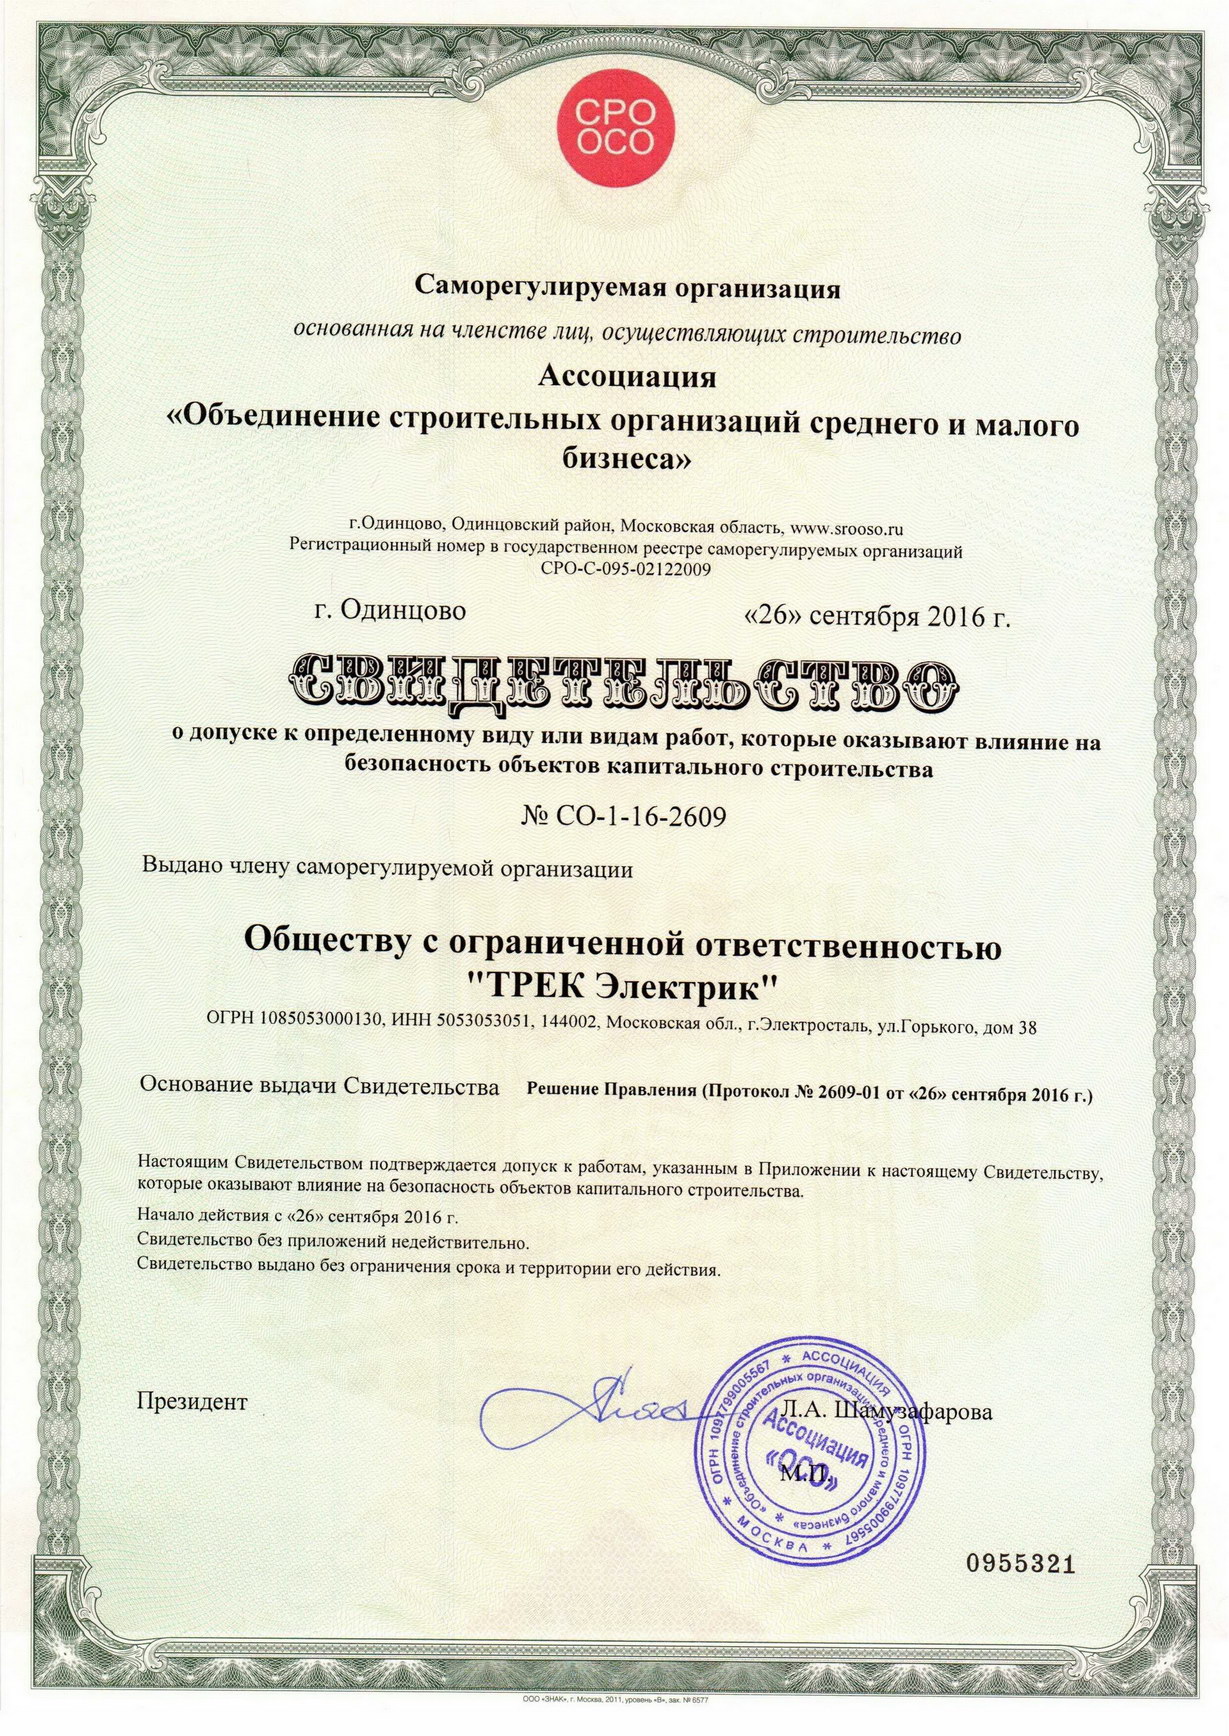 СРО
ОСО
Саморегулируемая организация
основанная на членстве лиц, осуществляющих строительство
Ассоциация
«Объединение строительных организаций среднего и малого
бизнеса»
г.Одинцово, Одинцовский район, Московская область, www.srooso.ru
Регистрационный номер в государственном реестре саморегулируемых организаций
СРО-С-095-02122009
г. Одинцово «26» сентября 2016 г.
СВИДЕТЕЛЬСТВО
о допуске к определенному виду или видам работ, которые оказывают влияние на
безопасность объектов капитального строительства
№ СО-1-16-2609
Выдано члену саморегулируемой организации
Обществу с ограниченной ответственностью
"ТРЕК Электрик"
ОГРН 1085053000130, ИНН 5053053051, 144002, Московская обл., г.Электросталь, ул.Горького, дом 38
Основание выдачи Свидетельства Решение Правления (Протокол № 2609-01 от «26» сентября 2016 г.)
Настоящим Свидетельством подтверждается допуск к работам, указанным в Приложении к настоящему Свидетельству,
которые оказывают влияние на безопасность объектов капитального строительства.
Начало действия с «26» сентября 2016 г.
Свидетельство без приложений недействительно.
Свидетельство выдано без ограничения срока и территории его действия.
Президент Л.А. Шамузафарова
М.П.
* АССОЦИАЦИЯ * ОГРН 1097799005567 * МОСКВА * ОГРН 1097799005567
«Объединение строительных организаций среднего и малого бизнеса» *
Ассоциация
«ОСО»
0955321
ООО «ЗНАК», г. Москва, 2011, уровень «В», зак. № 6577